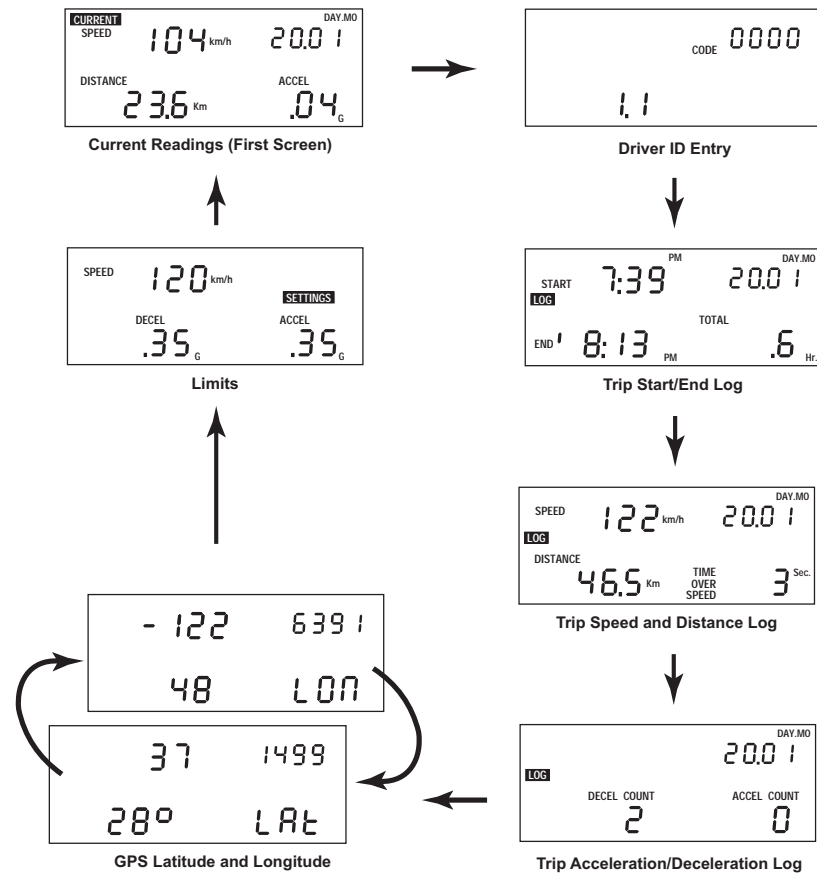 CURRENT
SPEED 104 km/h DAY.MO 20.01
DISTANCE 23.6 Km ACCEL .04 G
Current Readings (First Screen)
CODE 0000
1.1
Driver ID Entry
SPEED 120 km/h
SETTINGS
DECEL .35 G ACCEL .35 G
Limits
START 7:39 PM DAY.MO 20.01
LOG
END ' 8:13 PM TOTAL .6 Hr.
Trip Start/End Log
SPEED 122 km/h DAY.MO 20.01
LOG
DISTANCE 46.5 Km TIME OVER SPEED 3 Sec.
Trip Speed and Distance Log
-122 6391
48 LON
37 1499
28° LAt
GPS Latitude and Longitude
DAY.MO 20.01
LOG
DECEL COUNT 2 ACCEL COUNT 0
Trip Acceleration/Deceleration Log